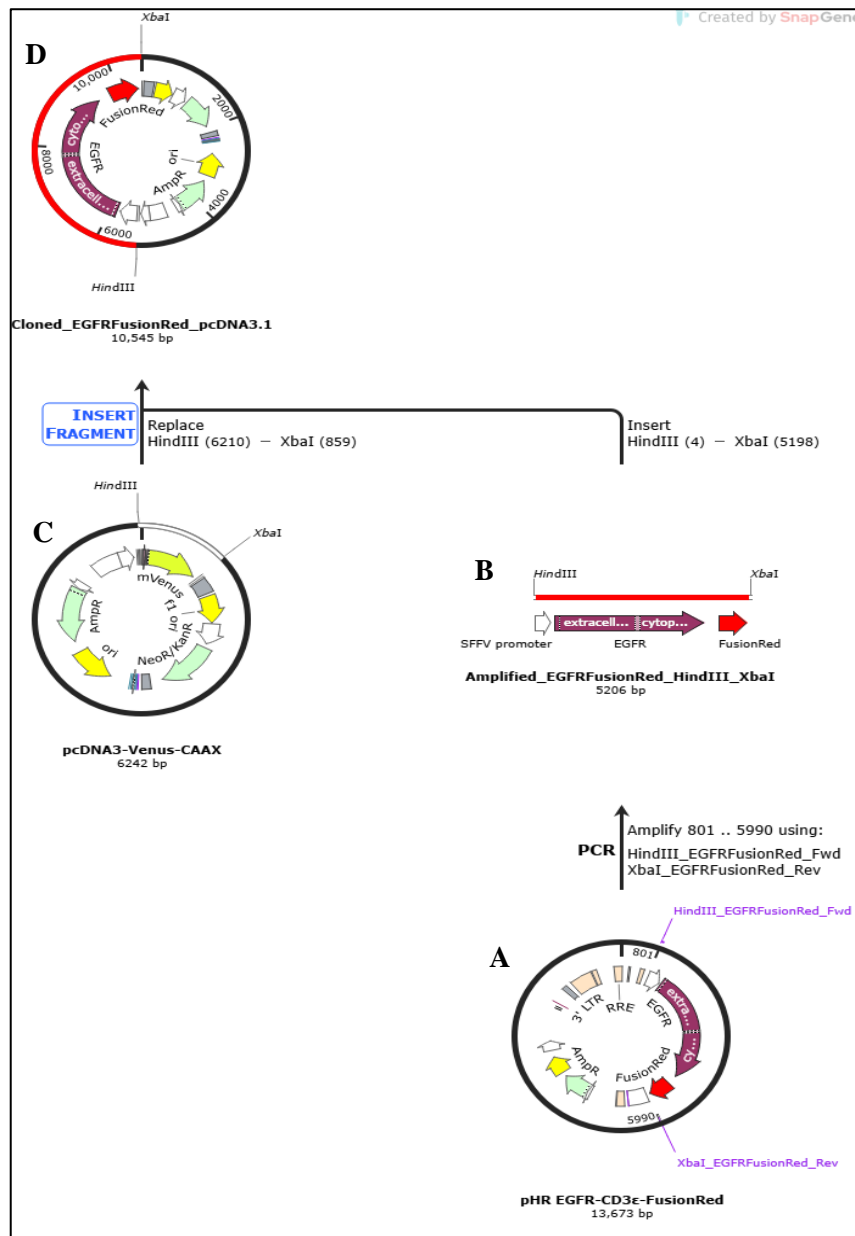 Created by SnapGene
XbaI
D
10,000
2000
FusionRed
cyto...
EGFR
8000
ori
extracell...
AmpR
4000
6000
HindIII
Cloned_EGFRFusionRed_pcDNA3.1
10,545 bp
INSERT
FRAGMENT
Replace
HindIII (6210) – XbaI (859)
Insert
HindIII (4) – XbaI (5198)
HindIII
C
XbaI
mVenus
f1 ori
AmpR
NeoR/KanR
ori
pcDNA3-Venus-CAAX
6242 bp
B
HindIII
XbaI
extracell...
cytop...
SFFV promoter
EGFR
FusionRed
Amplified_EGFRFusionRed_HindIII_XbaI
5206 bp
PCR
Amplify 801 .. 5990 using:
HindIII_EGFRFusionRed_Fwd
XbaI_EGFRFusionRed_Rev
HindIII_EGFRFusionRed_Fwd
A
801
3' LTR
RRE
EGFR
extra...
cy...
AmpR
FusionRed
5990
XbaI_EGFRFusionRed_Rev
pHR EGFR-CD3ε-FusionRed
13,673 bp